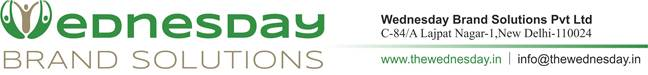 Wednesday
BRAND SOLUTIONS
Wednesday Brand Solutions Pvt Ltd
C-84/A Lajpat Nagar-1,New Delhi-110024
www.thewednesday.in | info@thewednesday.in